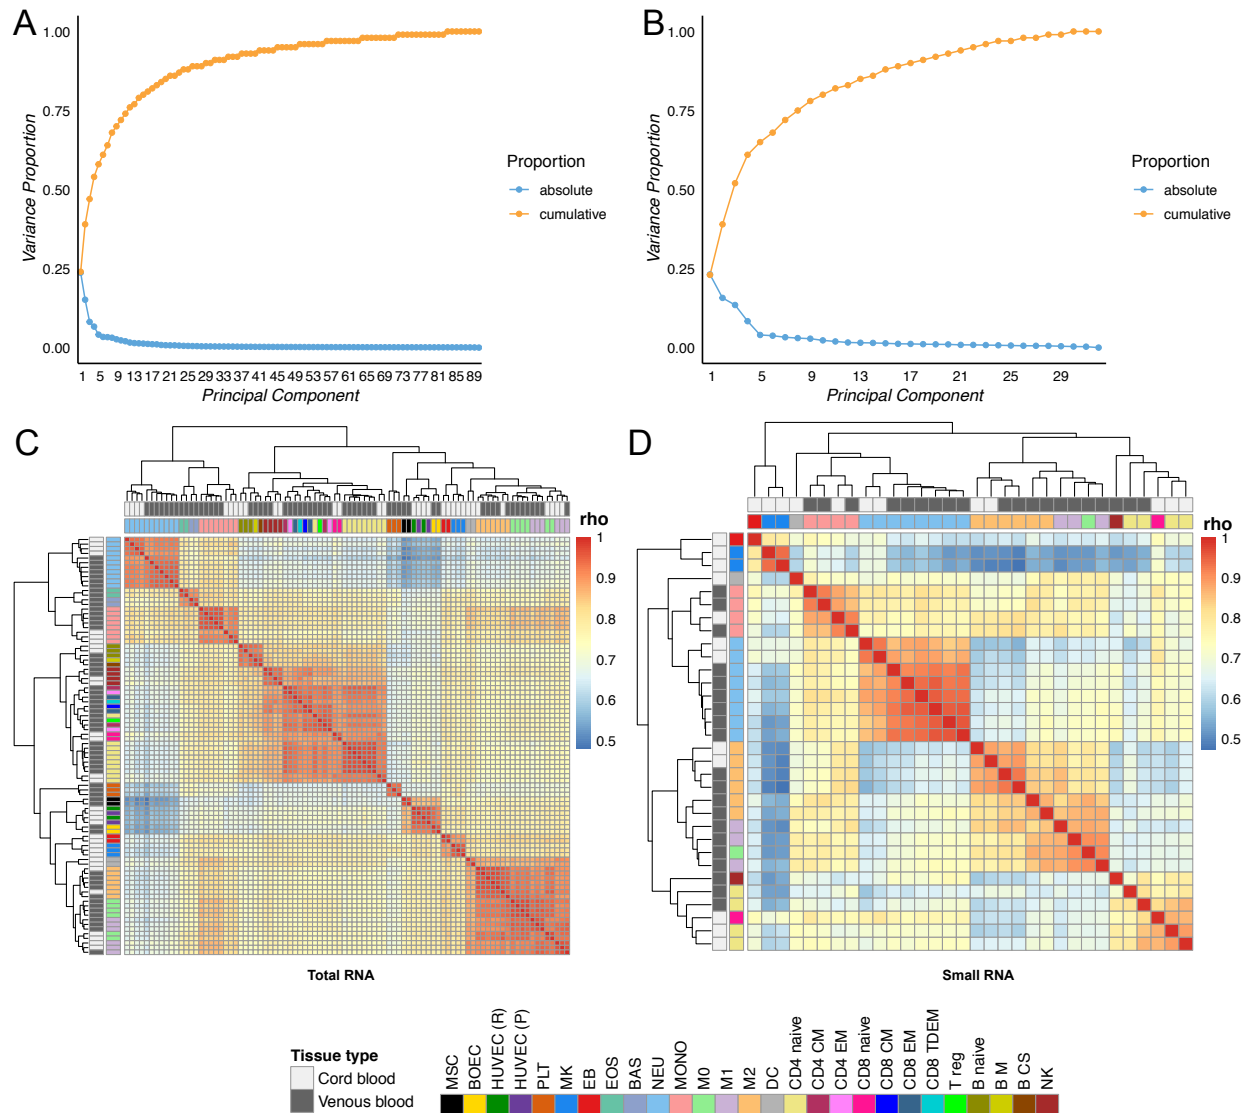 A
1.00
0.75
0.50
0.25
0.00
Variance Proportion
1 5 9 13 17 21 25 29 33 37 41 45 49 53 57 61 65 69 73 77 81 85 89
Principal Component
Proportion
absolute
cumulative
B
1.00
0.75
0.50
0.25
0.00
Variance Proportion
1 5 9 13 17 21 25 29
Principal Component
Proportion
absolute
cumulative
C
rho
1
0.9
0.8
0.7
0.6
0.5
Total RNA
D
rho
1
0.9
0.8
0.7
0.6
0.5
Small RNA
Tissue type
Cord blood
Venous blood
MSC
BOEC
HUVEC (R)
HUVEC (P)
PLT
MK
EB
EOS
BAS
NEU
MONO
M0
M1
M2
DC
CD4 naive
CD4 CM
CD4 EM
CD8 naive
CD8 CM
CD8 EM
CD8 TDEM
T reg
B naive
B M
B CS
NK